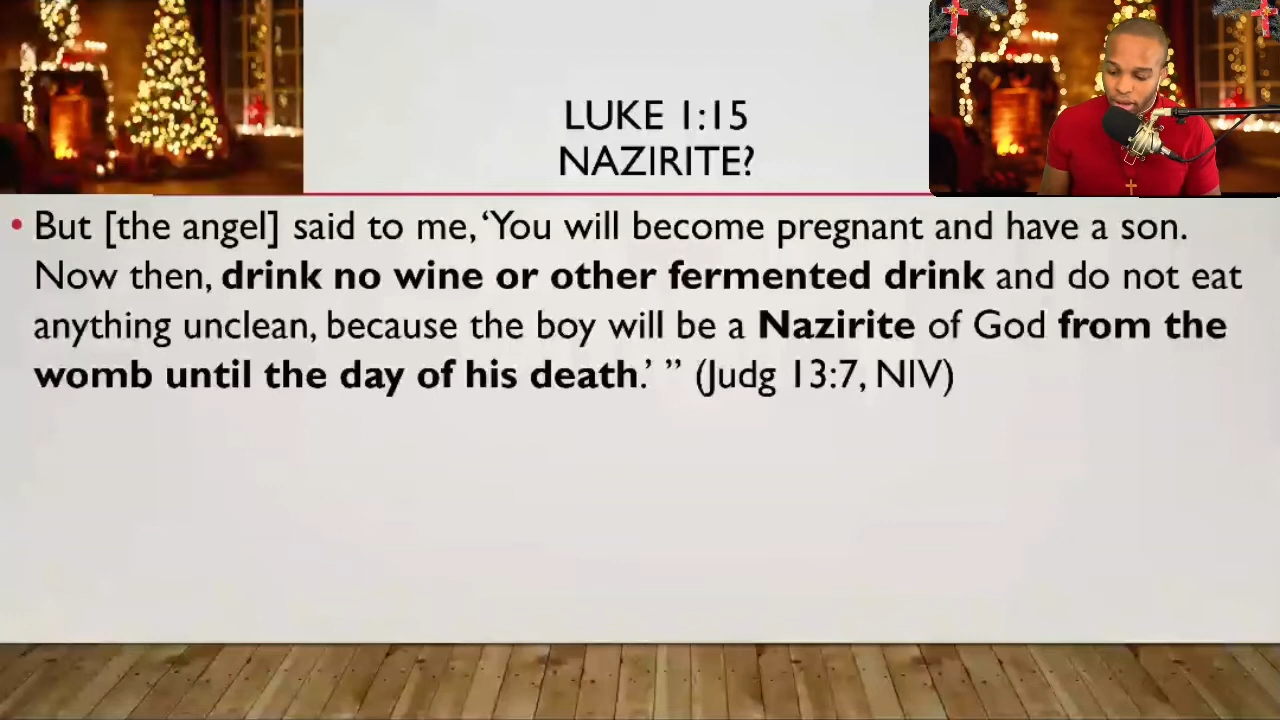 LUKE 1:15
NAZIRITE?
• But [the angel] said to me, ‘You will become pregnant and have a son.
Now then, drink no wine or other fermented drink and do not eat
anything unclean, because the boy will be a Nazirite of God from the
womb until the day of his death.’ ” (Judg 13:7, NIV)